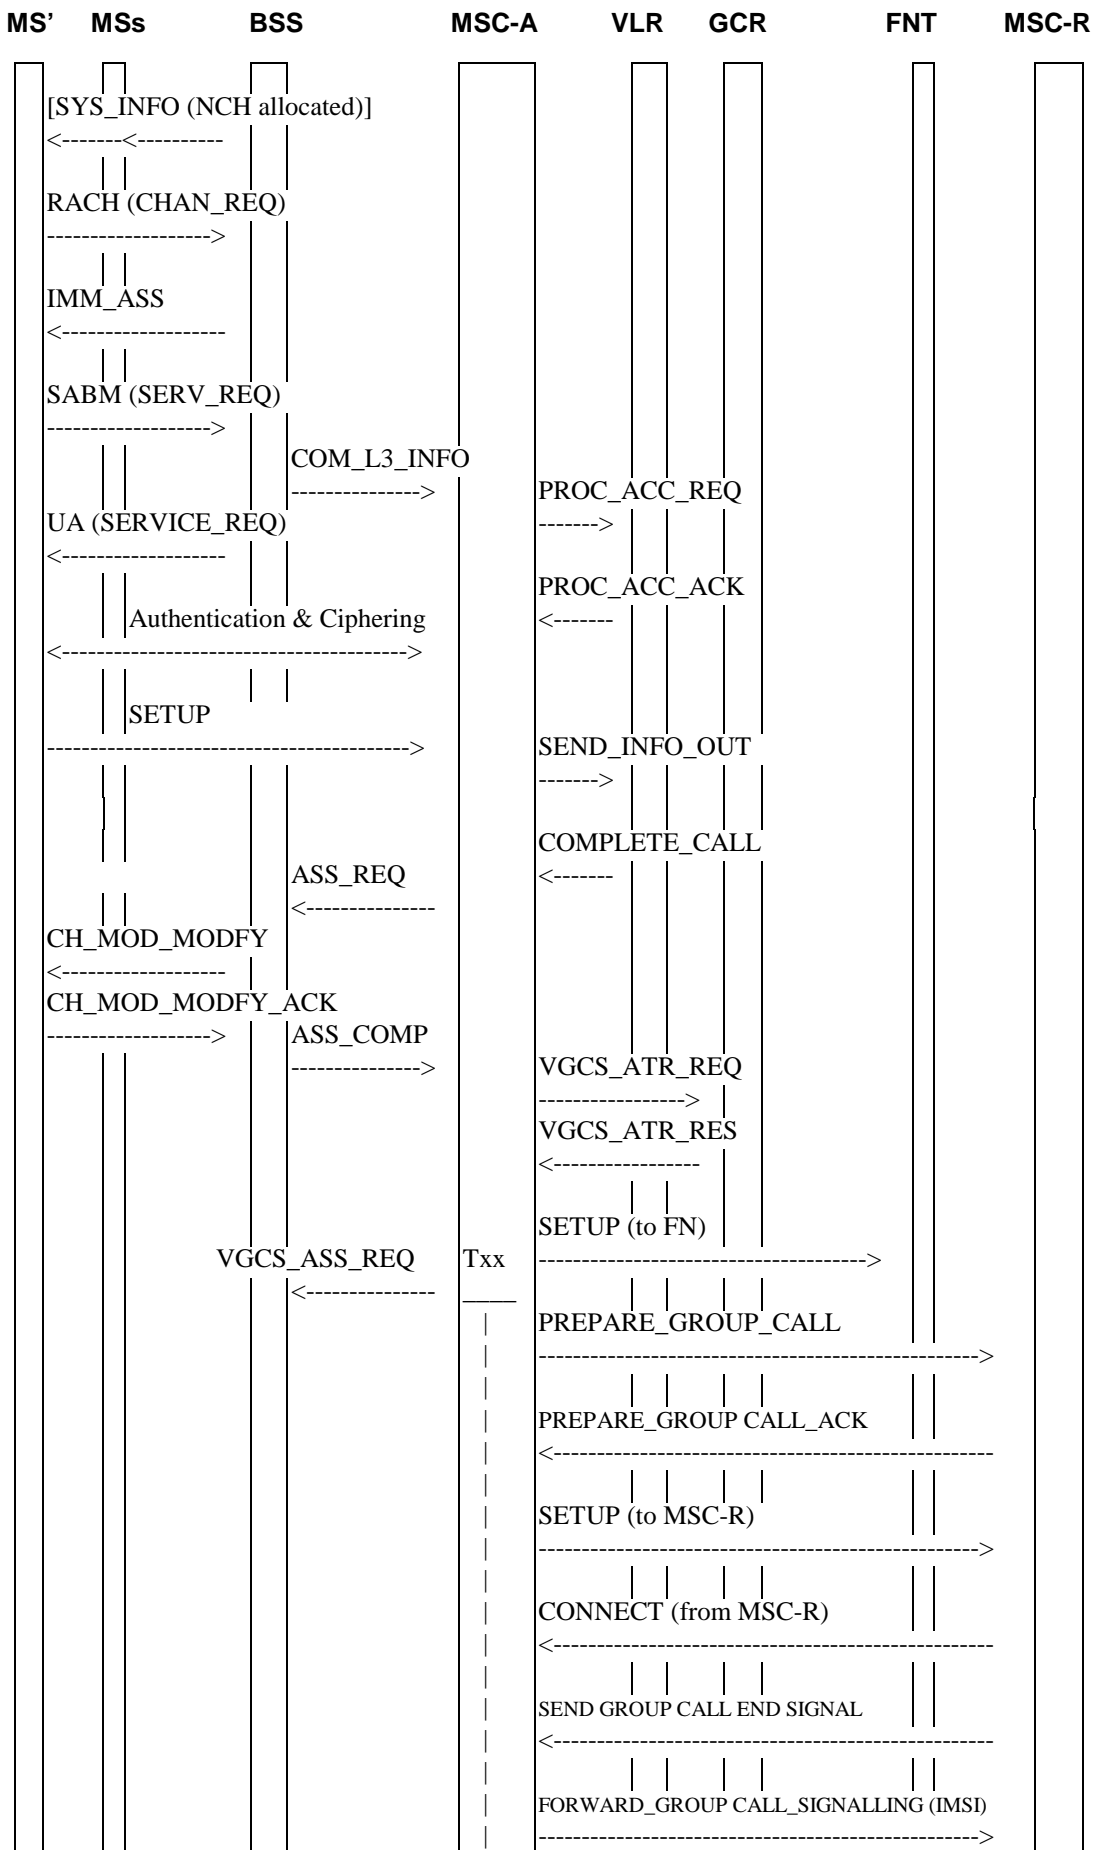 MS’ MSs BSS MSC-A VLR GCR FNT MSC-R
[SYS_INFO (NCH allocated)]
<-------<----------
RACH (CHAN_REQ)
------------------->
IMM_ASS
<-------------------
SABM (SERV_REQ)
------------------->
COM_L3_INFO
---------------> PROC_ACC_REQ
UA (SERVICE_REQ) ------->
<-------------------
PROC_ACC_ACK
Authentication & Ciphering <-------
<---------------------------------------->
SETUP
------------------------------------------> SEND_INFO_OUT
------->
COMPLETE_CALL
ASS_REQ <-------
<---------------
CH_MOD_MODFY
<-------------------
CH_MOD_MODFY_ACK
-------------------> ASS_COMP
---------------> VGCS_ATR_REQ
----------------->
VGCS_ATR_RES
<-----------------
SETUP (to FN)
VGCS_ASS_REQ Txx -------------------------------------->
<--------------- ____
| PREPARE_GROUP_CALL
| --------------------------------------------------->
|
| PREPARE_GROUP CALL_ACK
| <---------------------------------------------------
|
| SETUP (to MSC-R)
| --------------------------------------------------->
|
| CONNECT (from MSC-R)
| <---------------------------------------------------
|
| SEND GROUP CALL END SIGNAL
| <---------------------------------------------------
|
| FORWARD_GROUP CALL_SIGNALLING (IMSI)
| --------------------------------------------------->